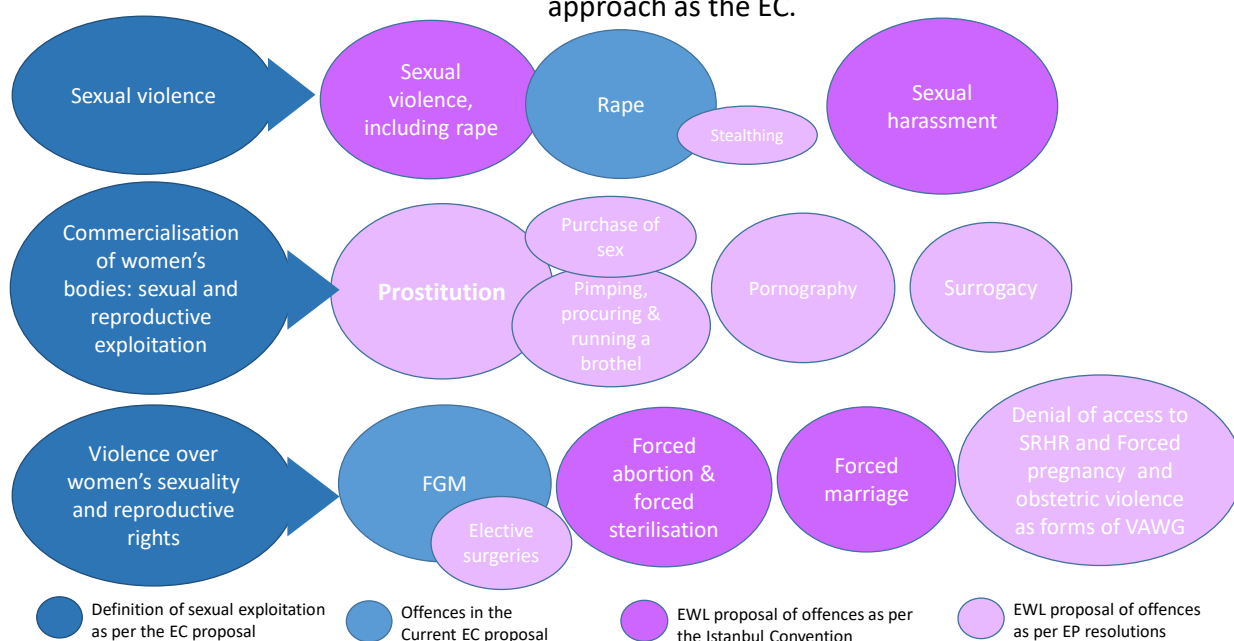 approach as the EC.
Sexual violence
Sexual
violence,
including rape
Rape
Stealthing
Sexual
harassment
Commercialisation
of women's
bodies: sexual and
reproductive
exploitation
Prostitution
Purchase of
sex
Pimping,
procuring &
running a
brothel
Pornography
Surrogacy
Violence over
women's sexuality
and reproductive
rights
FGM
Elective
surgeries
Forced
abortion &
forced
sterilisation
Forced
marriage
Denial of access to
SRHR and Forced
pregnancy and
obstetric violence
as forms of VAWG
Definition of sexual exploitation
as per the EC proposal
Offences in the
Current EC proposal
EWL proposal of offences as per
the Istanbul Convention
EWL proposal of offences
as per EP resolutions